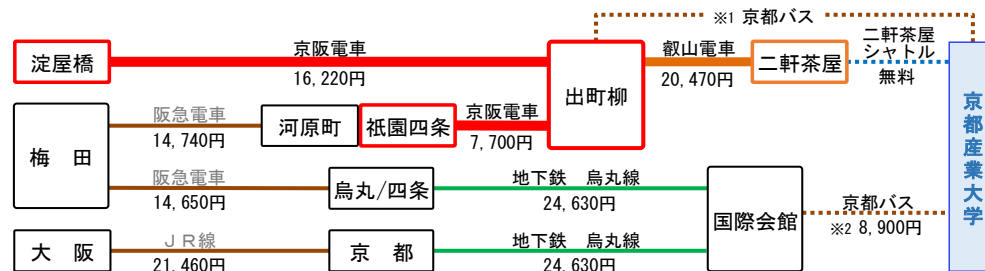 ※1 京都バス
淀屋橋
京阪電車
16,220円
出町柳
叡山電車
20,470円
二軒茶屋
二軒茶屋
シャトル
無料
京都産業大学
梅　田
阪急電車
14,740円
河原町
祇園四条
京阪電車
7,700円
阪急電車
14,650円
烏丸/四条
地下鉄　烏丸線
24,630円
国際会館
京都バス
※2 8,900円
大　阪
ＪＲ線
21,460円
京　都
地下鉄　烏丸線
24,630円